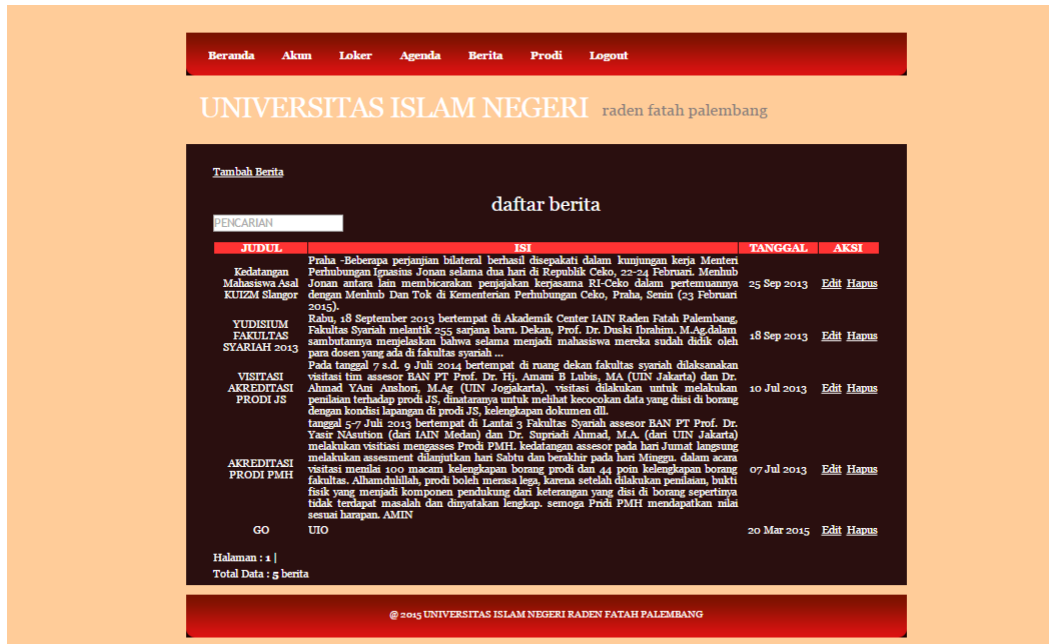 Beranda Akun Loker Agenda Berita Prodi Logout
UNIVERSITAS ISLAM NEGERI raden fatah palembang
Tambah Berita
daftar berita
PENCARIAN
JUDUL ISI TANGGAL AKSI
Kedatangan
Mahasiswa Asal
KUIZM Slangor
Praha -Beberapa perjanjian bilateral berhasil disepakati dalam kunjungan kerja Menteri
Perhubungan Ignasius Jonan selama dua hari di Republik Ceko, 22-24 Februari. Menhub
Jonan antara lain membicarakan penjajakan kerjasama RI-Ceko dalam pertemuannya
dengan Menhub Dan Tok di Kementerian Perhubungan Ceko, Praha, Senin (23 Februari
2015).
25 Sep 2013 Edit Hapus
YUDISIUM
FAKULTAS
SYARIAH 2013
Rabu, 18 September 2013 bertempat di Akademik Center IAIN Raden Fatah Palembang,
Fakultas Syariah melantik 255 sarjana baru. Dekan, Prof. Dr. Duski Ibrahim. M.Ag.dalam
sambutannya menjelaskan bahwa selama menjadi mahasiswa mereka sudah didik oleh
para dosen yang ada di fakultas syariah ...
18 Sep 2013 Edit Hapus
VISITASI
AKREDITASI
PRODI JS
Pada tanggal 7 s.d. 9 Juli 2014 bertempat di ruang dekan fakultas syariah dilaksanakan
visitasi tim assesor BAN PT Prof. Dr. Hj. Amani B Lubis, MA (UIN Jakarta) dan Dr.
Ahmad YAni Anshori, M.Ag (UIN Jogjakarta). visitasi dilakukan untuk melakukan
penilaian terhadap prodi JS, dinataranya untuk melihat kecocokan data yang diisi di borang
dengan kondisi lapangan di prodi JS, kelengkapan dokumen dll.
10 Jul 2013 Edit Hapus
AKREDITASI
PRODI PMH
tanggal 5-7 Juli 2013 bertempat di Lantai 3 Fakultas Syariah assesor BAN PT Prof. Dr.
Yasir NAsution (dari IAIN Medan) dan Dr. Supriadi Ahmad, M.A. (dari UIN Jakarta)
melakukan visitiasi mengasses Prodi PMH. kedatangan assesor pada hari Jumat langsung
melakukan assesment dilanjutkan hari Sabtu dan berakhir pada hari Minggu. dalam acara
visitasi menilai 100 macam kelengkapan borang prodi dan 44 poin kelengkapan borang
fakultas. Alhamdulillah, prodi boleh merasa lega, karena setelah dilakukan penilaian, bukti
fisik yang menjadi komponen pendukung dari keterangan yang disi di borang sepertinya
tidak terdapat masalah dan dinyatakan lengkap. semoga Pridi PMH mendapatkan nilai
sesuai harapan. AMIN
07 Jul 2013 Edit Hapus
GO UIO 20 Mar 2015 Edit Hapus
Halaman : 1 |
Total Data : 5 berita
@ 2015 UNIVERSITAS ISLAM NEGERI RADEN FATAH PALEMBANG